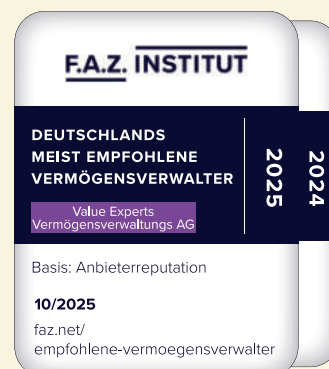 F.A.Z. INSTITUT
DEUTSCHLANDS
MEIST EMPFOHLENE
VERMÖGENSVERWALTER
Value Experts
Vermögensverwaltungs AG
2025
2024
Basis: Anbieterreputation
10/2025
faz.net/
empfohlene-vermoegensverwalter